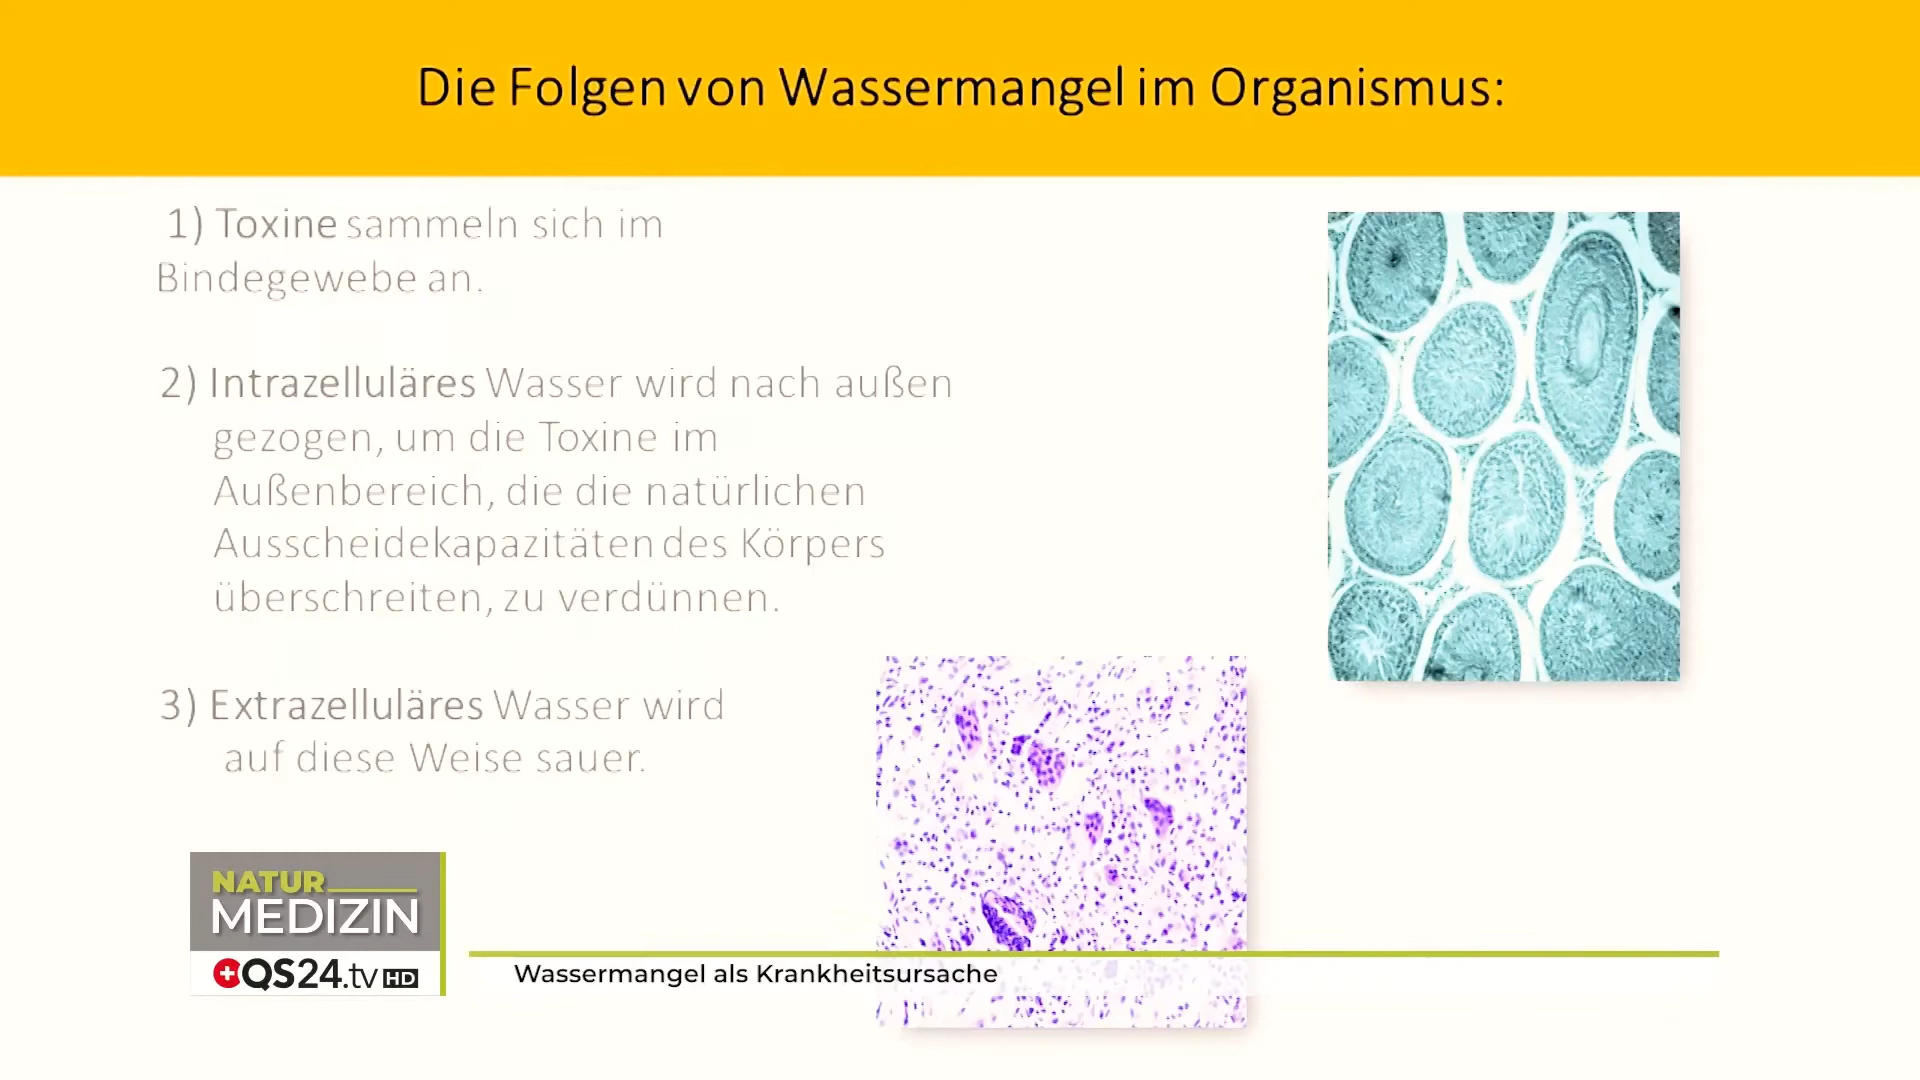 Die Folgen von Wassermangel im Organismus:
1) Toxine sammeln sich im
Bindegewebe an.
2) Intrazelluläres Wasser wird nach außen
gezogen, um die Toxine im
Außenbereich, die die natürlichen
Ausscheidekapazitäten des Körpers
überschreiten, zu verdünnen.
3) Extrazelluläres Wasser wird
auf diese Weise sauer.
NATUR
MEDIZIN
QS24.tv HD
Wassermangel als Krankheitsursache